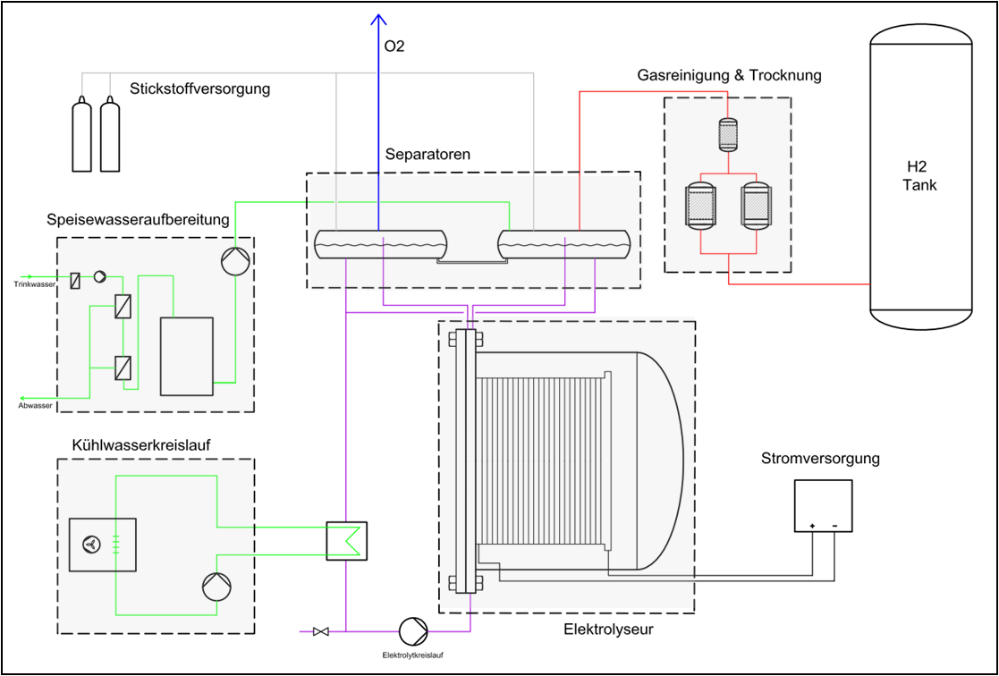 O2
Stickstoffversorgung
Gasreinigung & Trocknung
H2
Tank
Separatoren
Speisewasseraufbereitung
Trinkwasser
Abwasser
Kühlwasserkreislauf
Stromversorgung
+ -
Elektrolyseur
Elektrolytkreislauf